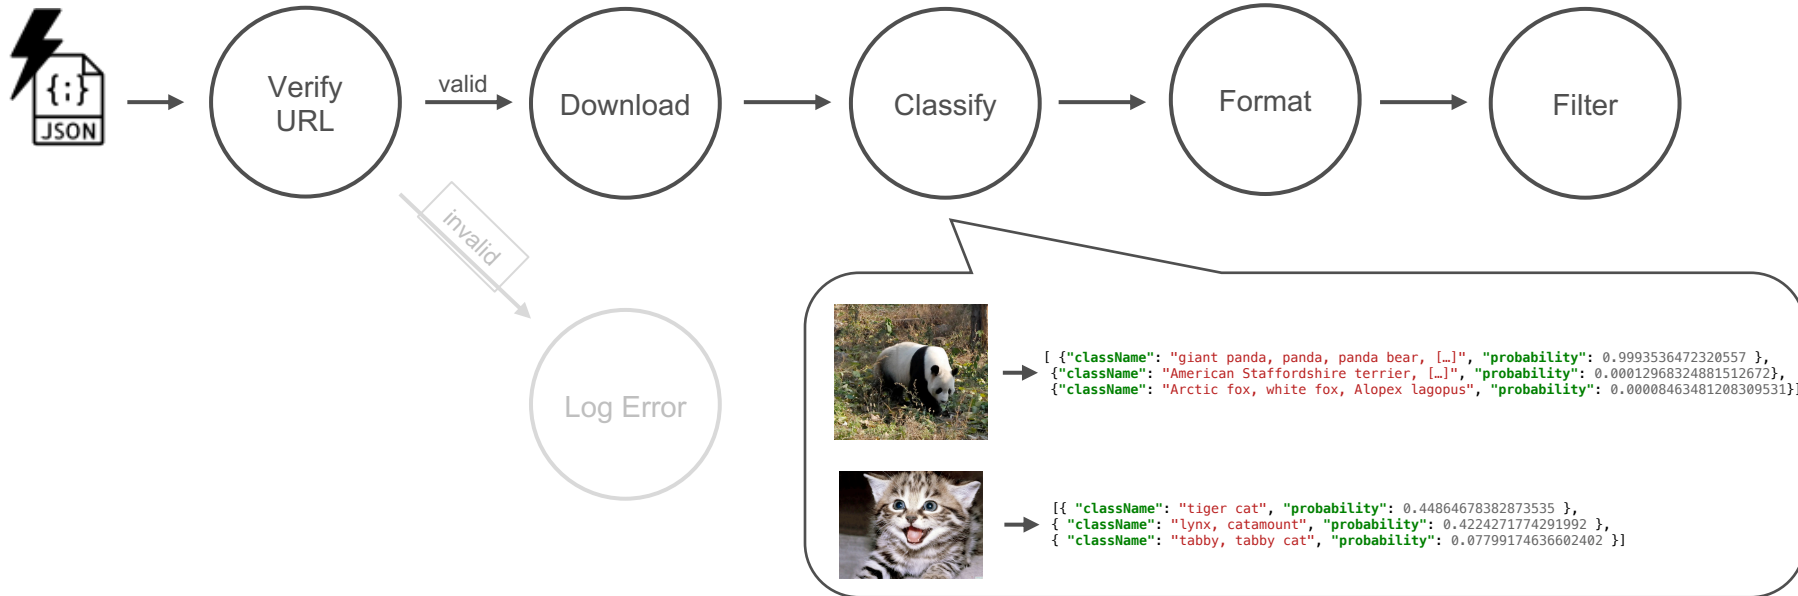 {;}
JSON
Verify
URL
valid
Download
Classify
Format
Filter
invalid
Log Error
[ {"className": "giant panda, panda, panda bear, […]", "probability": 0.9993536472320557 },
{"className": "American Staffordshire terrier, […]", "probability": 0.00012968324881512672},
{"className": "Arctic fox, white fox, Alopex lagopus", "probability": 0.00008463481208309531}]
[{ "className": "tiger cat", "probability": 0.44864678382873535 },
{ "className": "lynx, catamount", "probability": 0.4224271774291992 },
{ "className": "tabby, tabby cat", "probability": 0.07799174636602402 }]